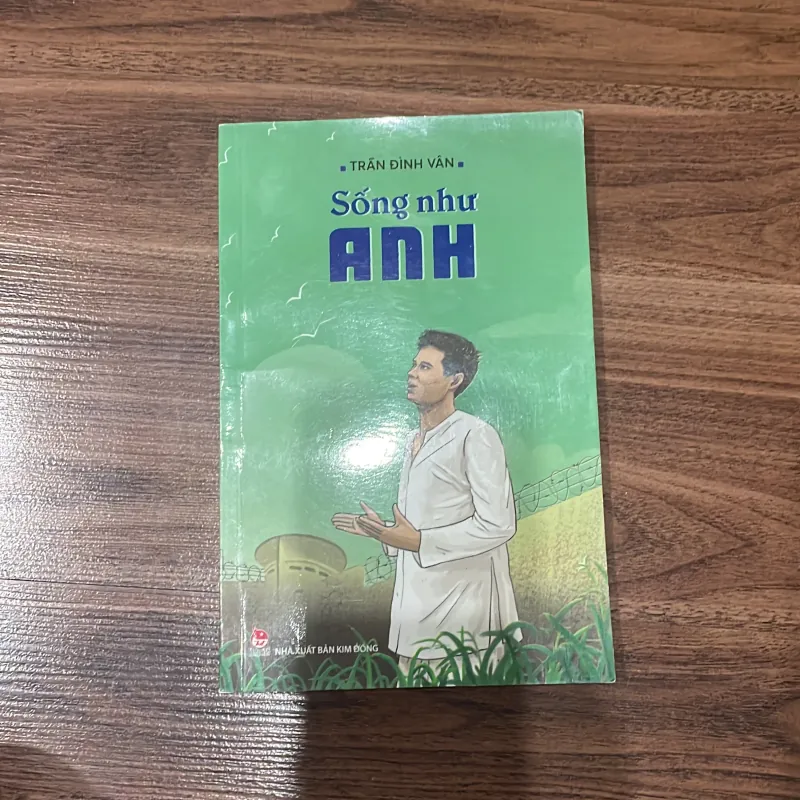 TRẦN ĐÌNH VÂN
Sống như
ANH
NHÀ XUẤT BẢN KIM ĐỒNG